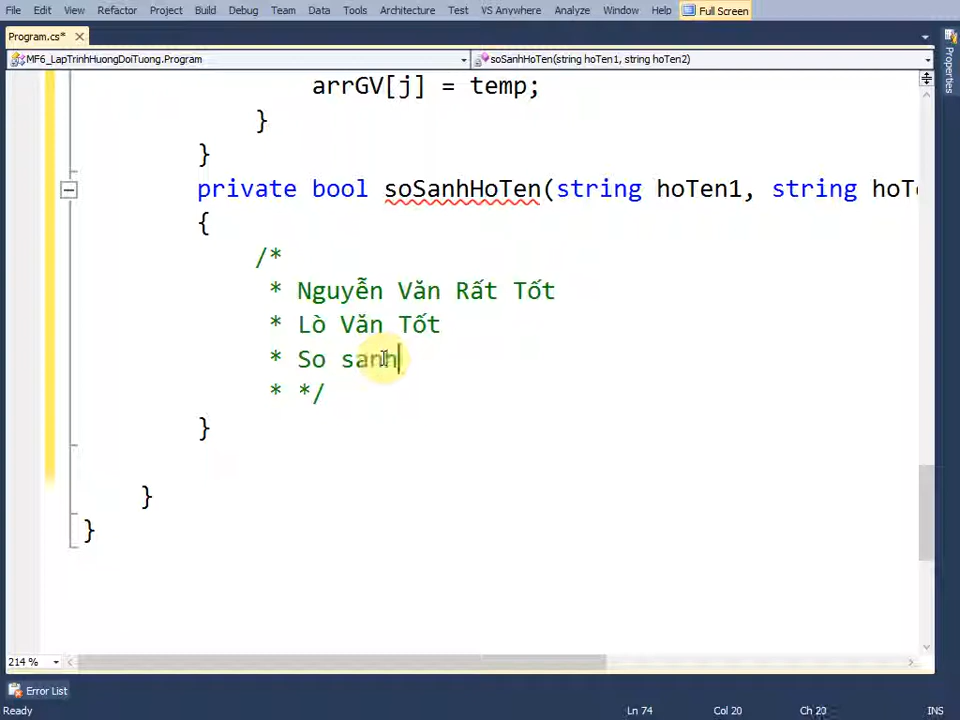 File Edit View Refactor Project Build Debug Team Data Tools Architecture Test VS Anywhere Analyze Window Help Full Screen
Program.cs*
MF6_LapTrinhHuongDoiTuong.Program soSanhHoTen(string hoTen1, string hoTen2)
Properties
arrGV[j] = temp;
}
}
private bool soSanhHoTen(string hoTen1, string hoTe
{
/*
* Nguyễn Văn Rất Tốt
* Lò Văn Tốt
* So sanh
* */
}
}
}
214 %
Error List
Ready Ln 74 Col 20 Ch 23 INS